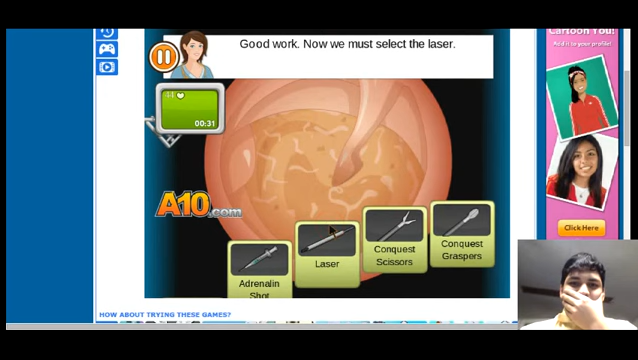 Good work. Now we must select the laser.
Cartoon You!
Add it to your profile!
44
00:31
A10.com
Adrenalin
Shot
Laser
Conquest
Scissors
Conquest
Graspers
Click Here
HOW ABOUT TRYING THESE GAMES?